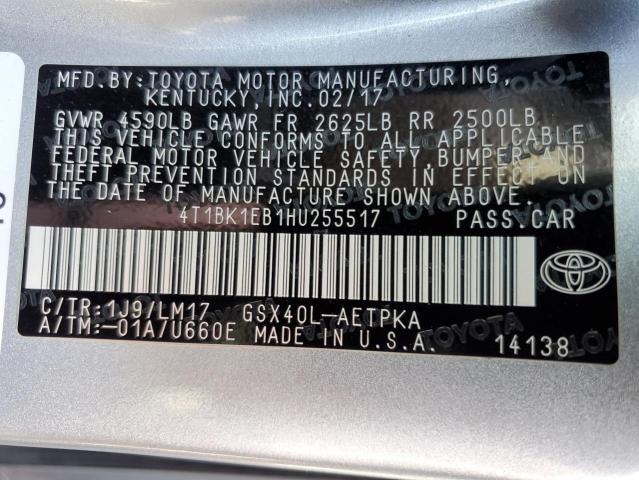 MFD.BY:TOYOTA MOTOR MANUFACTURING,
KENTUCKY,INC.02/17
GVWR 4590LB GAWR FR 2625LB RR 2500LB
THIS VEHICLE CONFORMS TO ALL APPLICABLE
FEDERAL MOTOR VEHICLE SAFETY,BUMPER,AND
THEFT PREVENTION STANDARDS IN EFFECT ON
THE DATE OF MANUFACTURE SHOWN ABOVE.
4T1BK1EB1HU255517 PASS.CAR
C/TR:1J9/LM17 GSX40L-AETPKA
A/TM:-01A/U660E MADE IN U.S.A. 14138